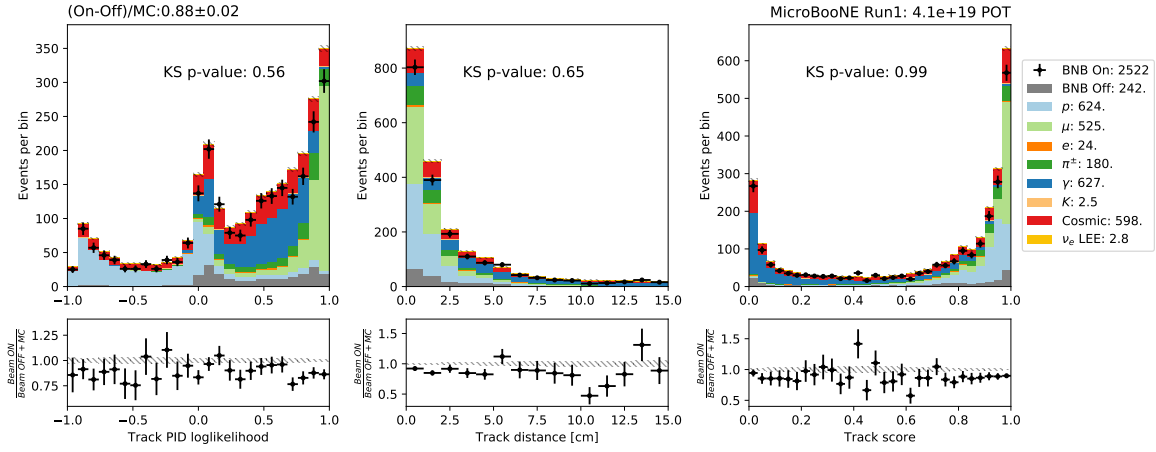 (On-Off)/MC:0.88±0.02
MicroBooNE Run1: 4.1e+19 POT
KS p-value: 0.56
Events per bin
350
300
250
200
150
100
50
0
−1.0 −0.5 0.0 0.5 1.0
KS p-value: 0.65
Events per bin
800
600
400
200
0
0.0 2.5 5.0 7.5 10.0 12.5 15.0
KS p-value: 0.99
Events per bin
600
500
400
300
200
100
0
0.0 0.2 0.4 0.6 0.8 1.0
BNB On: 2522
BNB Off: 242.
p: 624.
μ: 525.
e: 24.
π±: 180.
γ: 627.
K: 2.5
Cosmic: 598.
νe LEE: 2.8
Beam ON
Beam OFF + MC
1.25
1.00
0.75
−1.0 −0.5 0.0 0.5 1.0
Track PID loglikelihood
Beam ON
Beam OFF + MC
1.5
1.0
0.5
0.0 2.5 5.0 7.5 10.0 12.5 15.0
Track distance [cm]
Beam ON
Beam OFF + MC
1.5
1.0
0.5
0.0 0.2 0.4 0.6 0.8 1.0
Track score